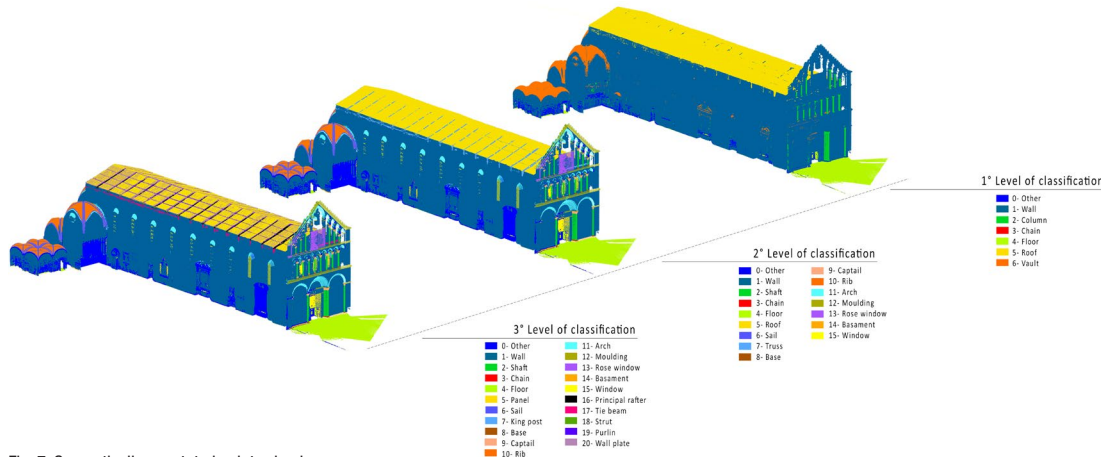 1° Level of classification
0- Other
1- Wall
2- Column
3- Chain
4- Floor
5- Roof
6- Vault
2° Level of classification
0- Other
1- Wall
2- Shaft
3- Chain
4- Floor
5- Roof
6- Sail
7- Truss
8- Base
9- Captail
10- Rib
11- Arch
12- Moulding
13- Rose window
14- Basament
15- Window
3° Level of classification
0- Other
1- Wall
2- Shaft
3- Chain
4- Floor
5- Panel
6- Sail
7- King post
8- Base
9- Captail
10- Rib
11- Arch
12- Moulding
13- Rose window
14- Basament
15- Window
16- Principal rafter
17- Tie beam
18- Strut
19- Purlin
20- Wall plate